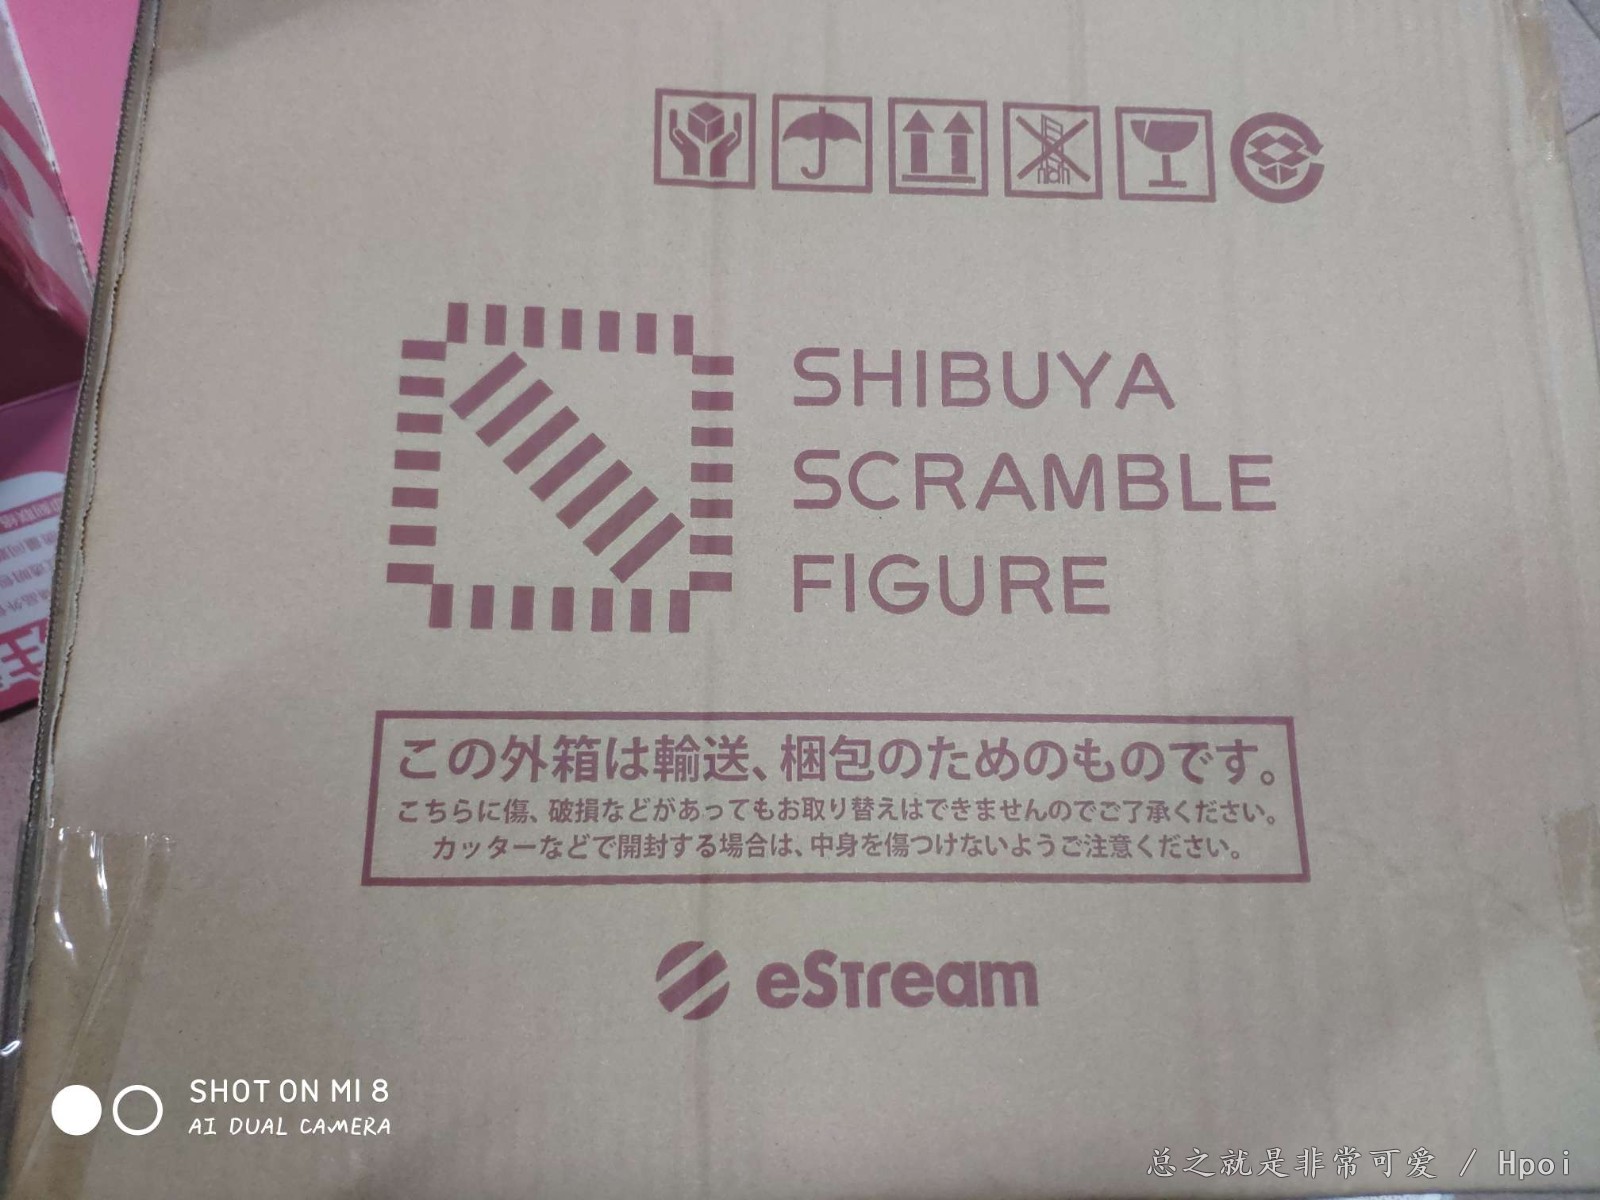 SHIBUYA
SCRAMBLE
FIGURE
この外箱は輸送、梱包のためのものです。
こちらに傷、破損などがあってもお取り替えはできませんのでご了承ください。
カッターなどで開封する場合は、中身を傷つけないようご注意ください。
eStream
SHOT ON MI 8
AI DUAL CAMERA
总之就是非常可爱 / Hpoi